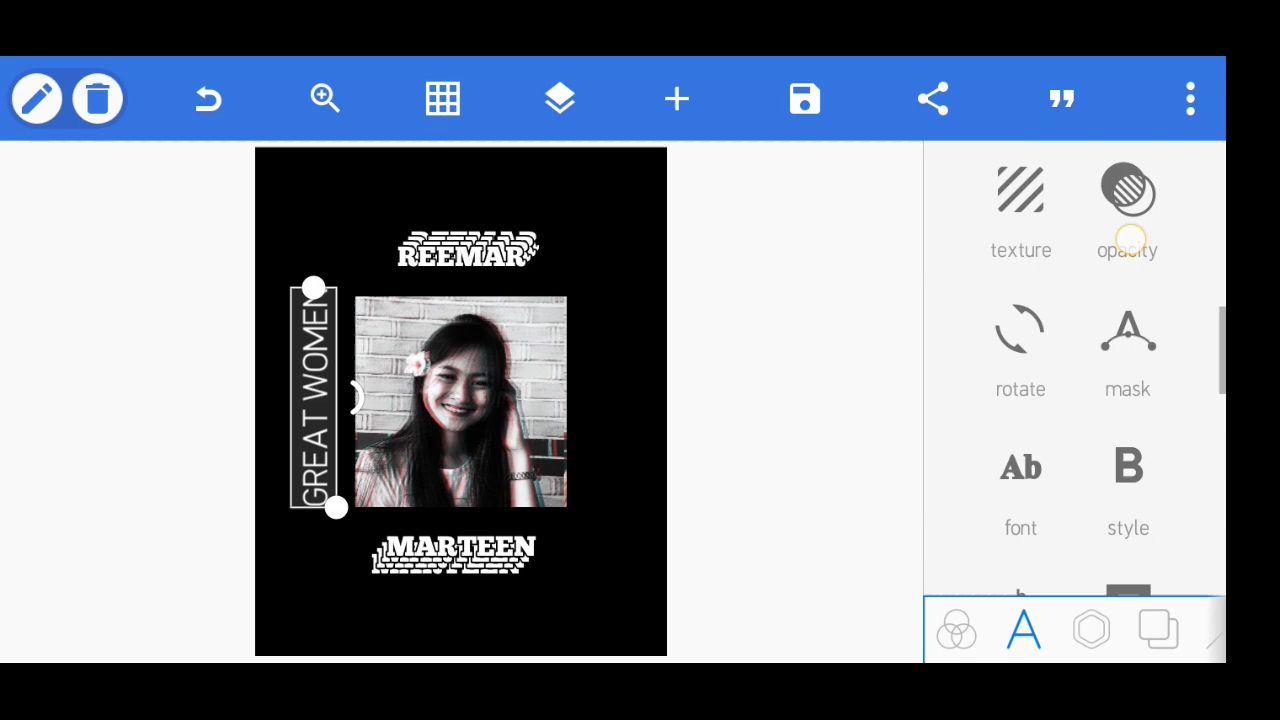 REEMAR
GREAT WOMEN
MARTEEN
texture
opacity
rotate
mask
Ab
B
font
style
A